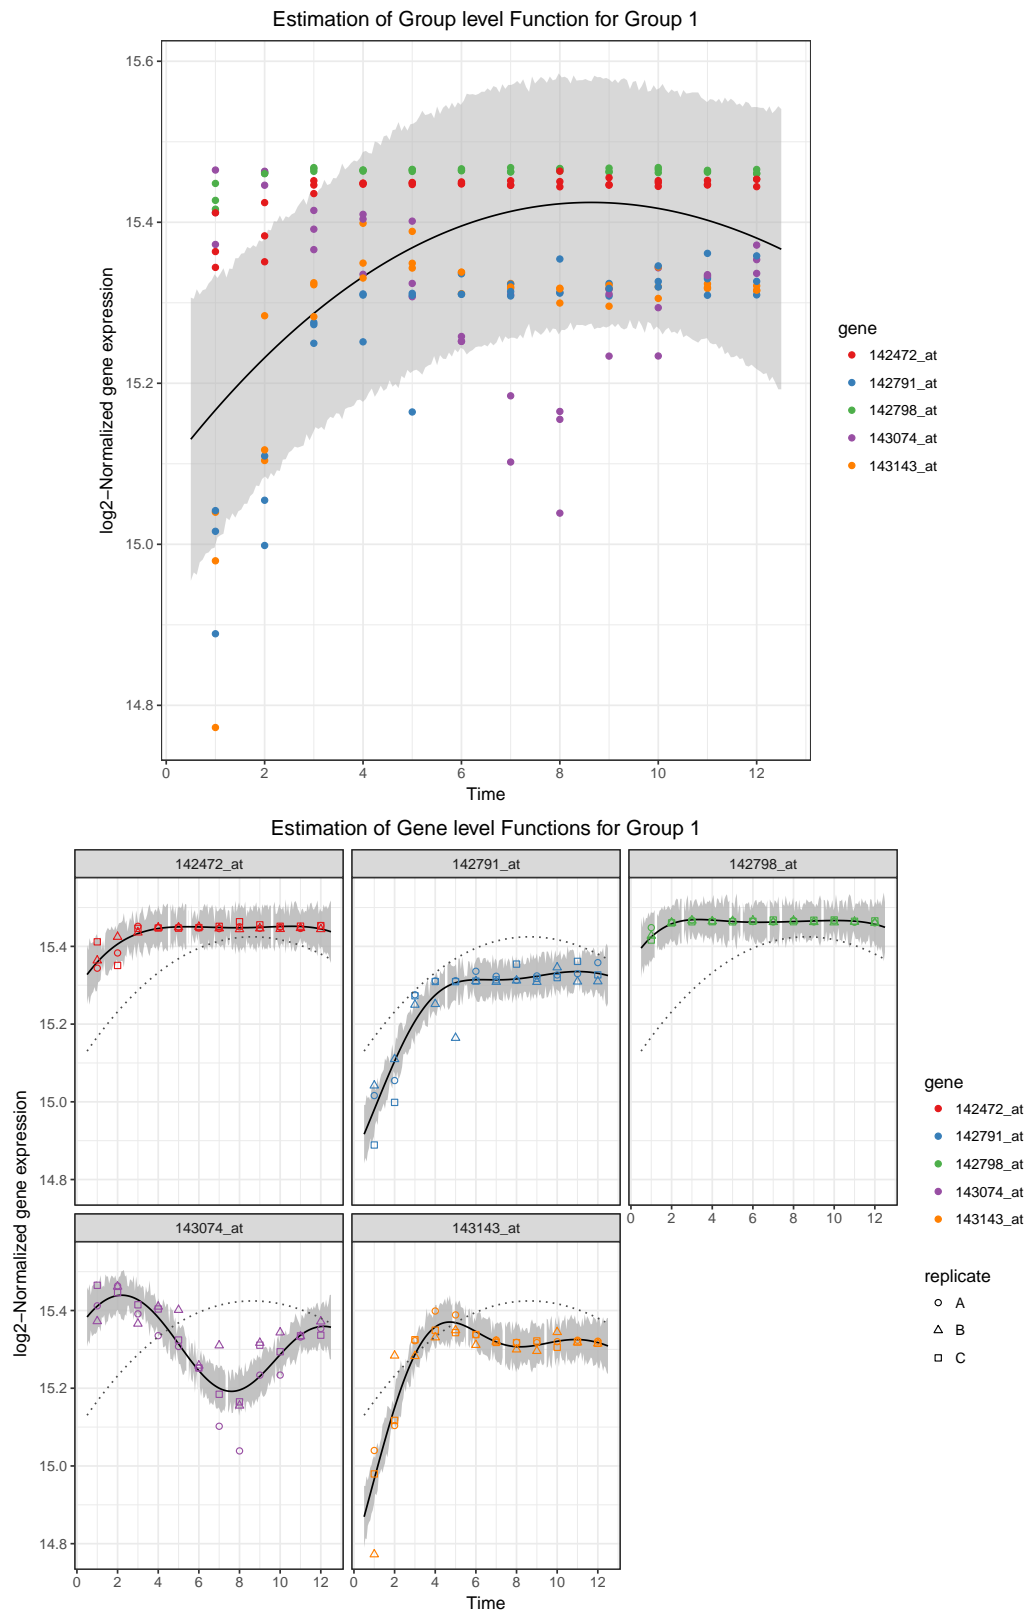 Estimation of Group level Function for Group 1
log2−Normalized gene expression
15.6
15.4
15.2
15.0
14.8
0 2 4 6 8 10 12
Time
gene
142472_at
142791_at
142798_at
143074_at
143143_at
Estimation of Gene level Functions for Group 1
log2−Normalized gene expression
142472_at 142791_at 142798_at
15.4
15.2
15.0
14.8
0 2 4 6 8 10 12
143074_at 143143_at
15.4
15.2
15.0
14.8
0 2 4 6 8 10 12 0 2 4 6 8 10 12
Time
gene
142472_at
142791_at
142798_at
143074_at
143143_at
replicate
A
B
C